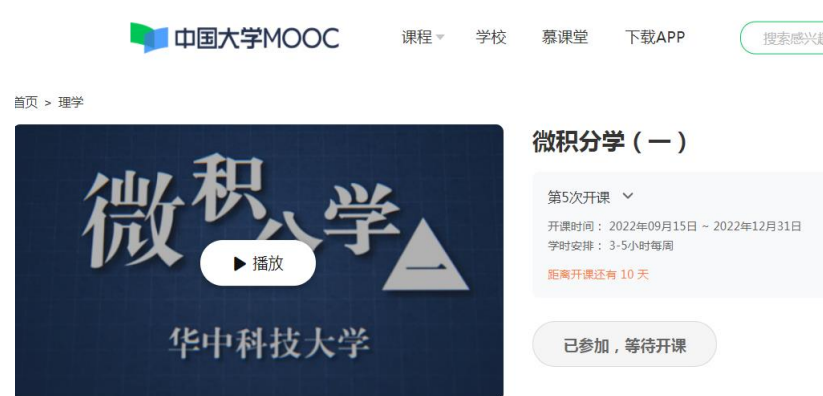 中国大学MOOC 课程 学校 慕课堂 下载APP 搜索感兴
首页 > 理学
微积分学 一
播放
华中科技大学
微积分学（一）
第5次开课
开课时间： 2022年09月15日 ~ 2022年12月31日
学时安排： 3-5小时每周
距离开课还有 10 天
已参加，等待开课